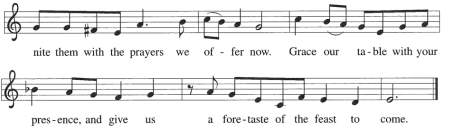 nite them with the prayers we of - fer now. Grace our ta - ble with your
pres - ence, and give us a fore - taste of the feast to come.